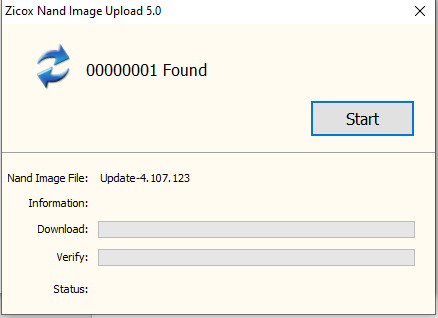 Zicox Nand Image Upload 5.0
00000001 Found
Start
Nand Image File: Update-4.107.123
Information:
Download:
Verify:
Status: